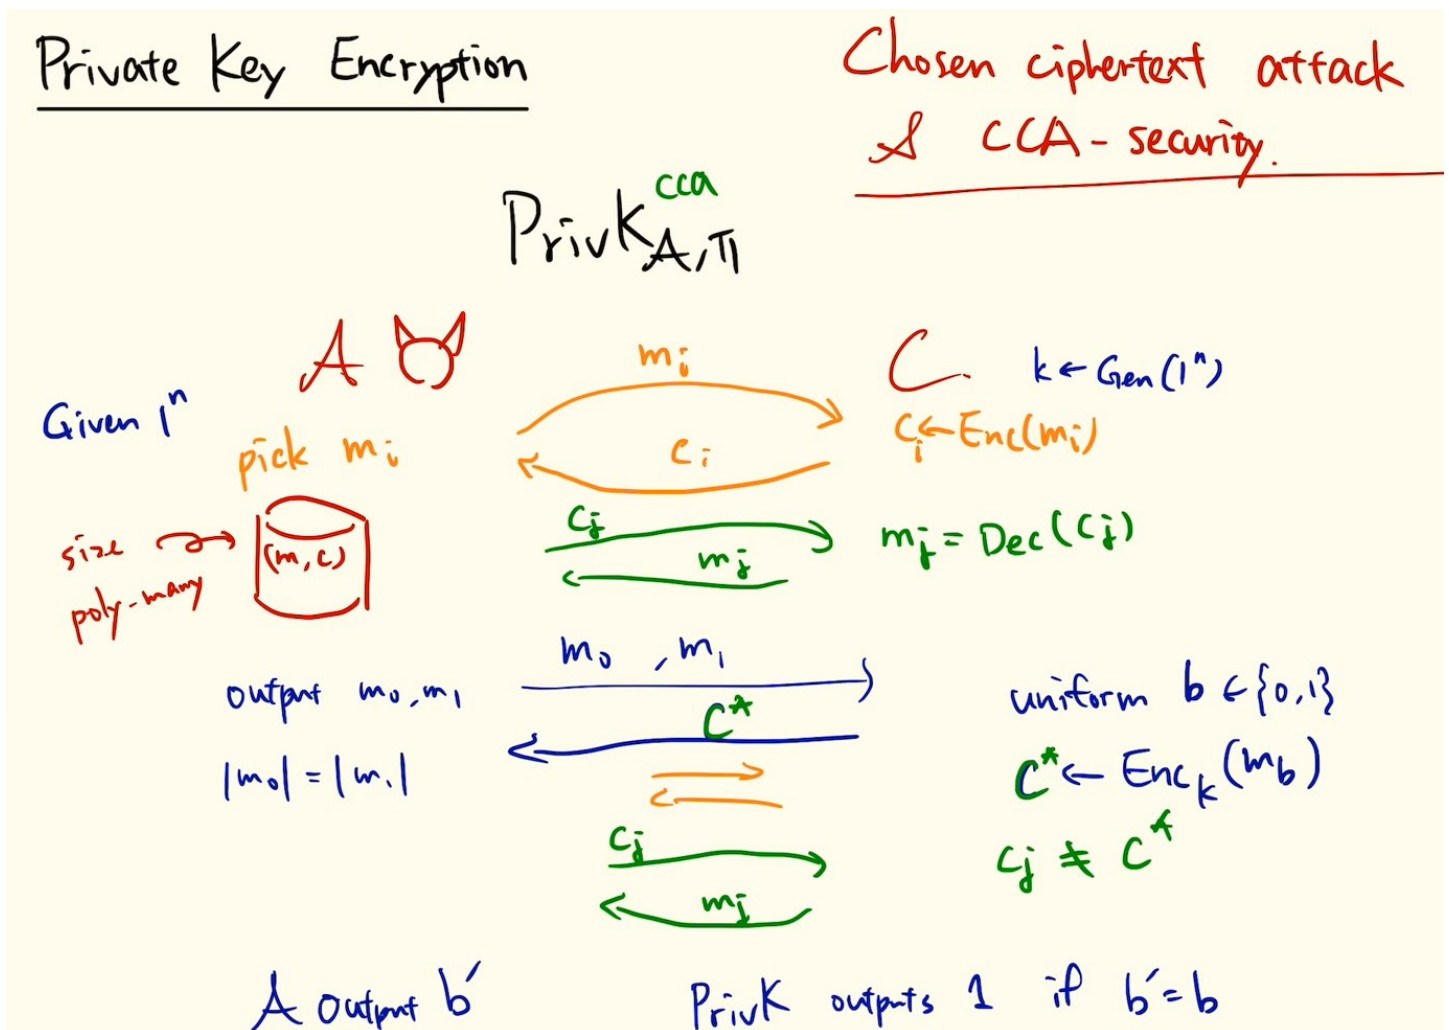 Private Key Encryption
Chosen ciphertext attack
& CCA-security.
PrivK^cca_A,Π
A
m_i
C
k ← Gen(1^n)
Given 1^n
pick m_i
c_i
c_i ← Enc(m_i)
size
poly-many
(m, c)
c_j
m_j
m_j = Dec(c_j)
m_0 , m_1
output m_0, m_1
uniform b ∈ {0,1}
C*
|m_0| = |m_1|
C* ← Enc_k(m_b)
c_j
c_j ≠ C*
m_j
A output b'
PrivK outputs 1 if b' = b